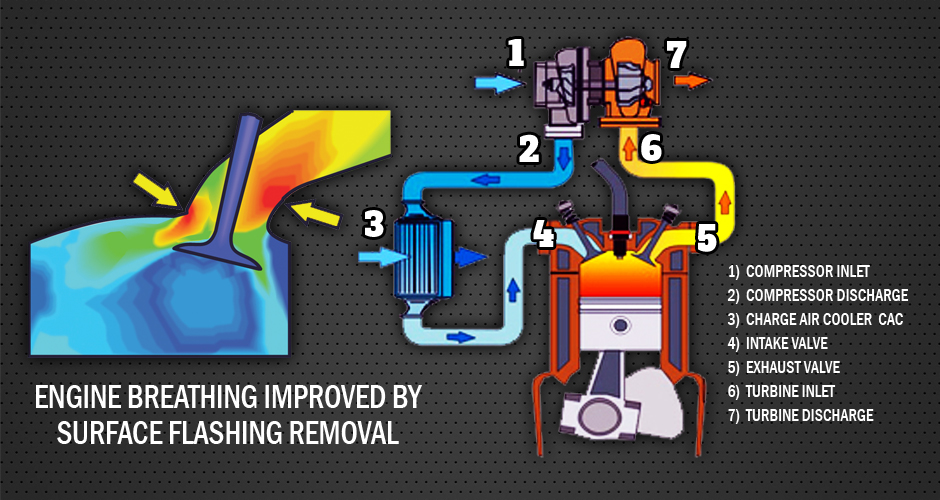 1
7
2
6
3
4
5
1) COMPRESSOR INLET
2) COMPRESSOR DISCHARGE
3) CHARGE AIR COOLER CAC
4) INTAKE VALVE
5) EXHAUST VALVE
6) TURBINE INLET
7) TURBINE DISCHARGE
ENGINE BREATHING IMPROVED BY
SURFACE FLASHING REMOVAL